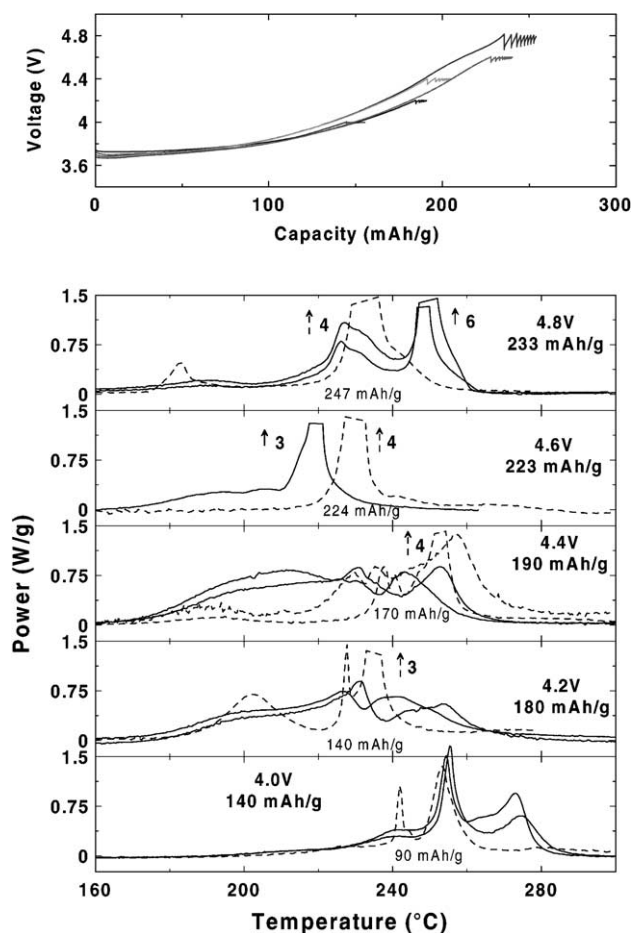 Voltage (V)
4.8
4.4
4
3.6
0
100
200
300
Capacity (mAh/g)
Power (W/g)
1.5
0.75
0
↑ 4
↑ 6
4.8V
233 mAh/g
247 mAh/g
1.5
0.75
0
↑ 3
↑ 4
4.6V
223 mAh/g
224 mAh/g
1.5
0.75
0
↑ 4
4.4V
190 mAh/g
170 mAh/g
1.5
0.75
0
↑ 3
4.2V
180 mAh/g
140 mAh/g
1.5
0.75
0
4.0V
140 mAh/g
90 mAh/g
160
200
240
280
Temperature (°C)